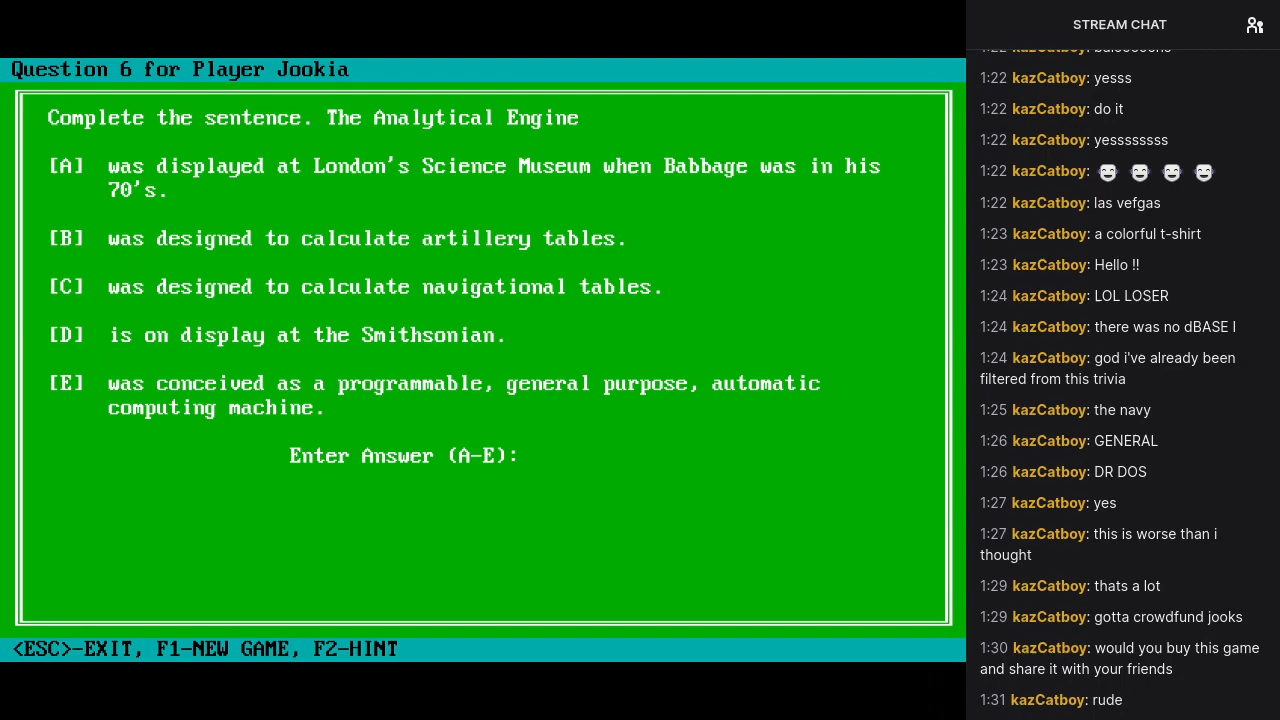 Question 6 for Player Jookia
Complete the sentence. The Analytical Engine
[A] was displayed at London's Science Museum when Babbage was in his
70's.
[B] was designed to calculate artillery tables.
[C] was designed to calculate navigational tables.
[D] is on display at the Smithsonian.
[E] was conceived as a programmable, general purpose, automatic
computing machine.
Enter Answer (A-E):
<ESC>-EXIT, F1-NEW GAME, F2-HINT
STREAM CHAT
1:22 kazCatboy: yesss
1:22 kazCatboy: do it
1:22 kazCatboy: yessssssss
1:22 kazCatboy:
1:22 kazCatboy: las vefgas
1:23 kazCatboy: a colorful t-shirt
1:23 kazCatboy: Hello !!
1:24 kazCatboy: LOL LOSER
1:24 kazCatboy: there was no dBASE I
1:24 kazCatboy: god i've already been
filtered from this trivia
1:25 kazCatboy: the navy
1:26 kazCatboy: GENERAL
1:26 kazCatboy: DR DOS
1:27 kazCatboy: yes
1:27 kazCatboy: this is worse than i
thought
1:29 kazCatboy: thats a lot
1:29 kazCatboy: gotta crowdfund jooks
1:30 kazCatboy: would you buy this game
and share it with your friends
1:31 kazCatboy: rude